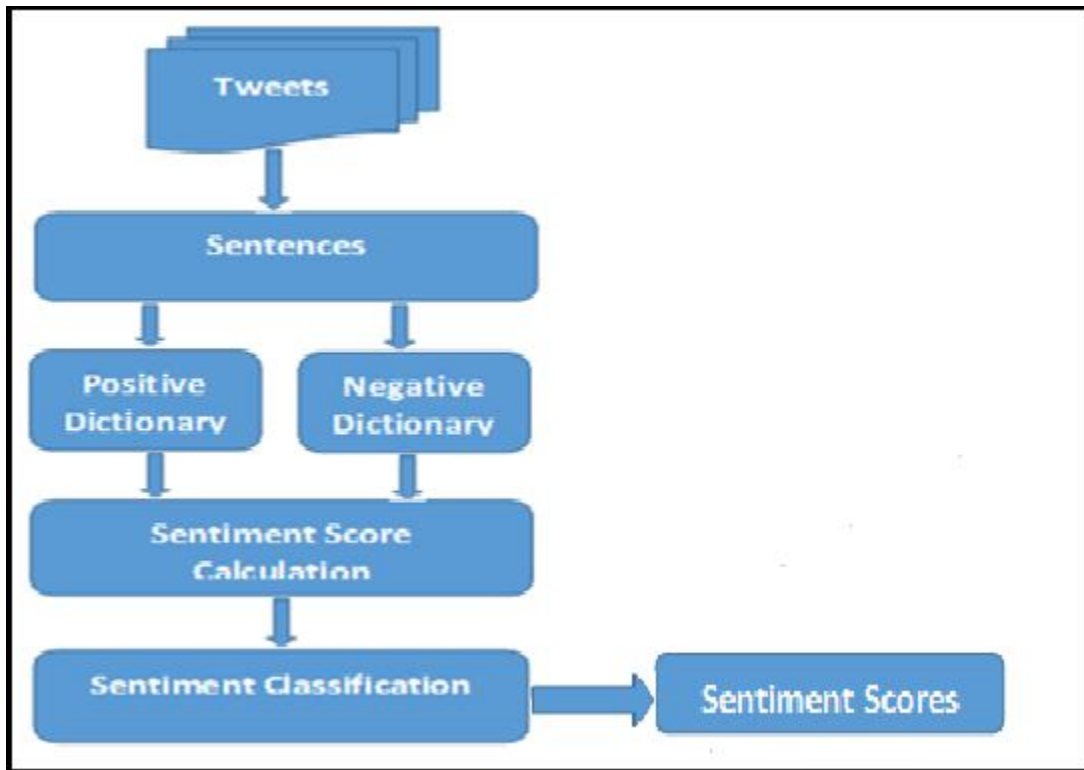 Tweets
Sentences
Positive
Dictionary
Negative
Dictionary
Sentiment Score
Calculation
Sentiment Classification
Sentiment Scores